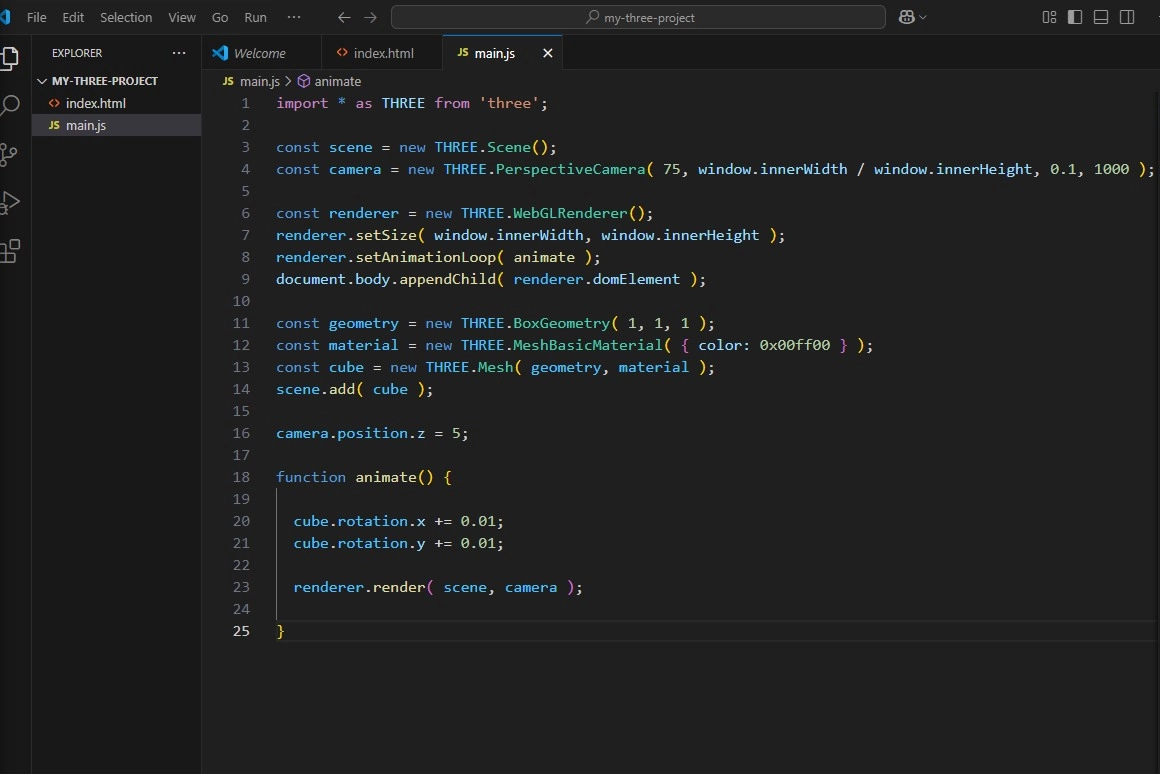 File Edit Selection View Go Run ··· ← → my-three-project
EXPLORER ···
MY-THREE-PROJECT
index.html
JS main.js
Welcome
index.html
JS main.js
JS main.js > animate
1 import * as THREE from 'three';
2
3 const scene = new THREE.Scene();
4 const camera = new THREE.PerspectiveCamera( 75, window.innerWidth / window.innerHeight, 0.1, 1000 );
5
6 const renderer = new THREE.WebGLRenderer();
7 renderer.setSize( window.innerWidth, window.innerHeight );
8 renderer.setAnimationLoop( animate );
9 document.body.appendChild( renderer.domElement );
10
11 const geometry = new THREE.BoxGeometry( 1, 1, 1 );
12 const material = new THREE.MeshBasicMaterial( { color: 0x00ff00 } );
13 const cube = new THREE.Mesh( geometry, material );
14 scene.add( cube );
15
16 camera.position.z = 5;
17
18 function animate() {
19
20   cube.rotation.x += 0.01;
21   cube.rotation.y += 0.01;
22
23   renderer.render( scene, camera );
24
25 }